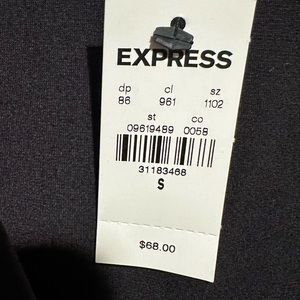 EXPRESS
dp cl sz
86 961 1102
st co
09619489 0058
31183468
S
$68.00